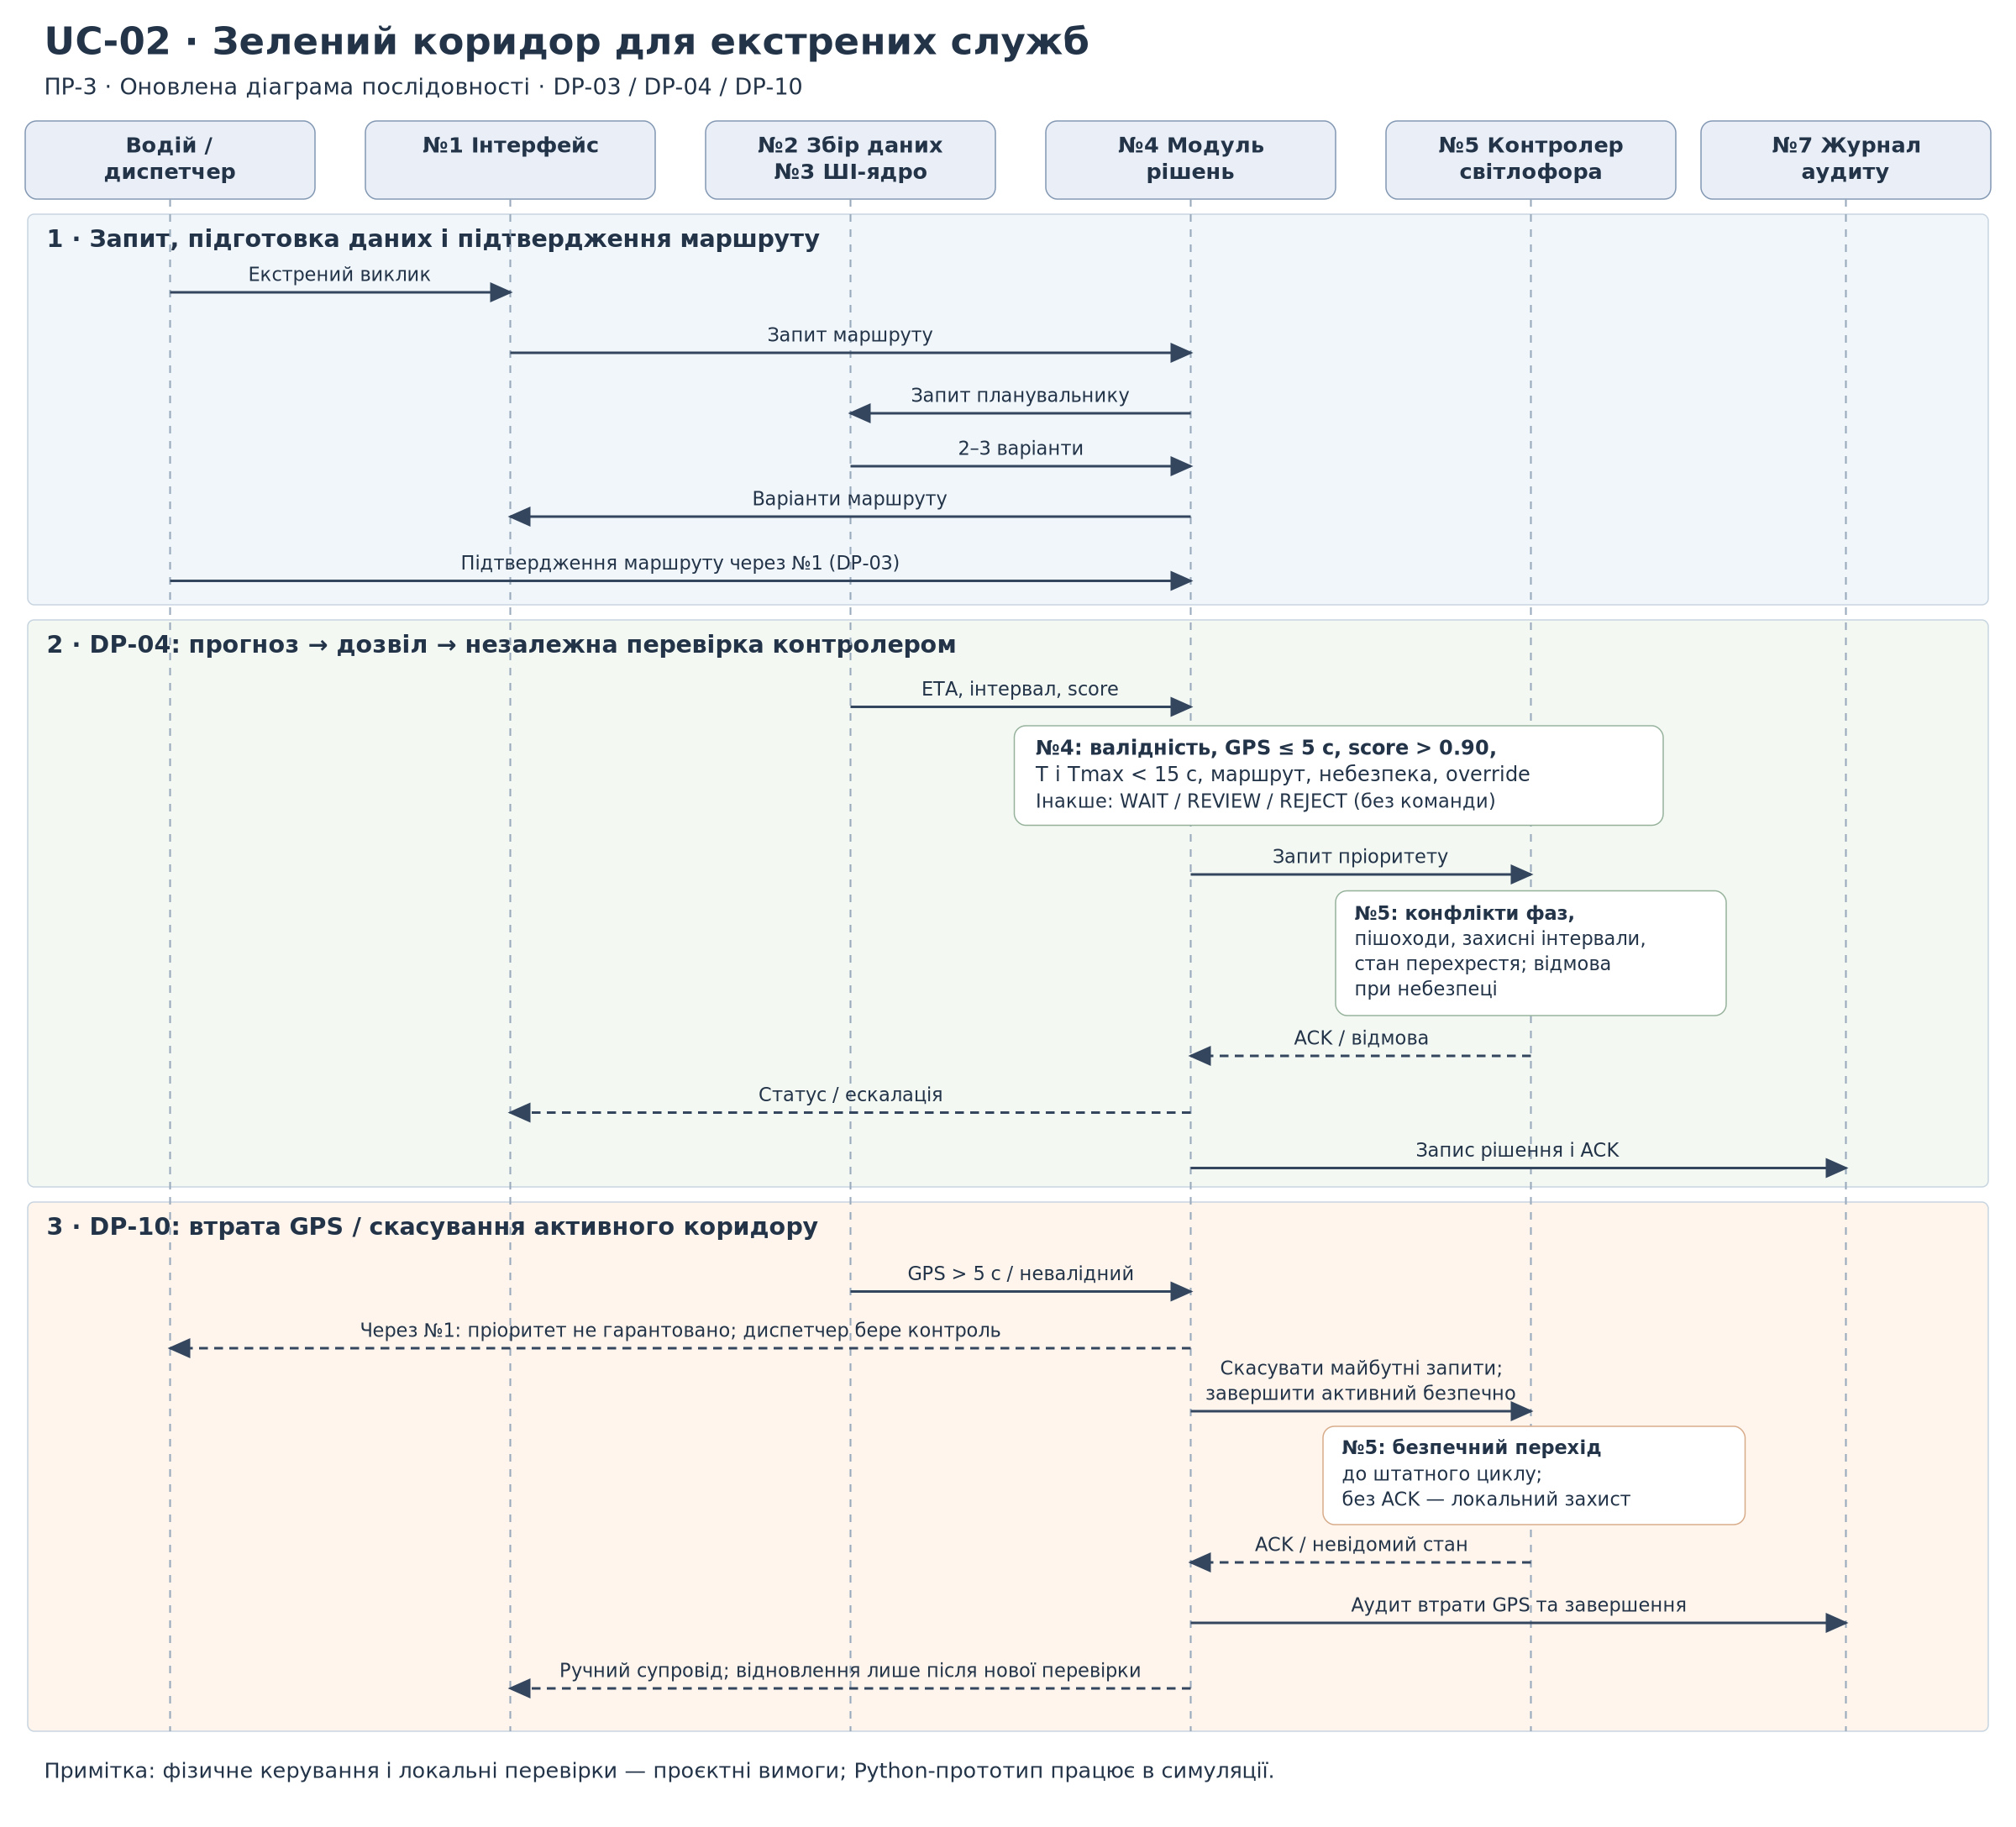 UC-02 · Зелений коридор для екстрених служб
ПР-3 · Оновлена діаграма послідовності · DP-03 / DP-04 / DP-10
Водій /
диспетчер
№1 Інтерфейс
№2 Збір даних
№3 ШІ-ядро
№4 Модуль
рішень
№5 Контролер
світлофора
№7 Журнал
аудиту
1 · Запит, підготовка даних і підтвердження маршруту
Екстрений виклик
Запит маршруту
Запит планувальнику
2–3 варіанти
Варіанти маршруту
Підтвердження маршруту через №1 (DP-03)
2 · DP-04: прогноз → дозвіл → незалежна перевірка контролером
ETA, інтервал, score
№4: валідність, GPS ≤ 5 с, score > 0.90,
T і Tmax < 15 с, маршрут, небезпека, override
Інакше: WAIT / REVIEW / REJECT (без команди)
Запит пріоритету
№5: конфлікти фаз,
пішоходи, захисні інтервали,
стан перехрестя; відмова
при небезпеці
ACK / відмова
Статус / ескалація
Запис рішення і ACK
3 · DP-10: втрата GPS / скасування активного коридору
GPS > 5 с / невалідний
Через №1: пріоритет не гарантовано; диспетчер бере контроль
Скасувати майбутні запити;
завершити активний безпечно
№5: безпечний перехід
до штатного циклу;
без ACK — локальний захист
ACK / невідомий стан
Аудит втрати GPS та завершення
Ручний супровід; відновлення лише після нової перевірки
Примітка: фізичне керування і локальні перевірки — проєктні вимоги; Python-прототип працює в симуляції.